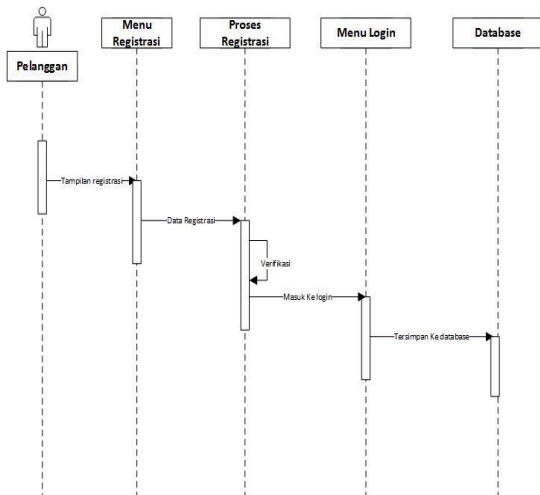 Pelanggan
Menu
Registrasi
Proses
Registrasi
Menu Login
Database
Tampilan registrasi
Data Registrasi
Verifikasi
Masuk Ke login
Tersimpan Ke database